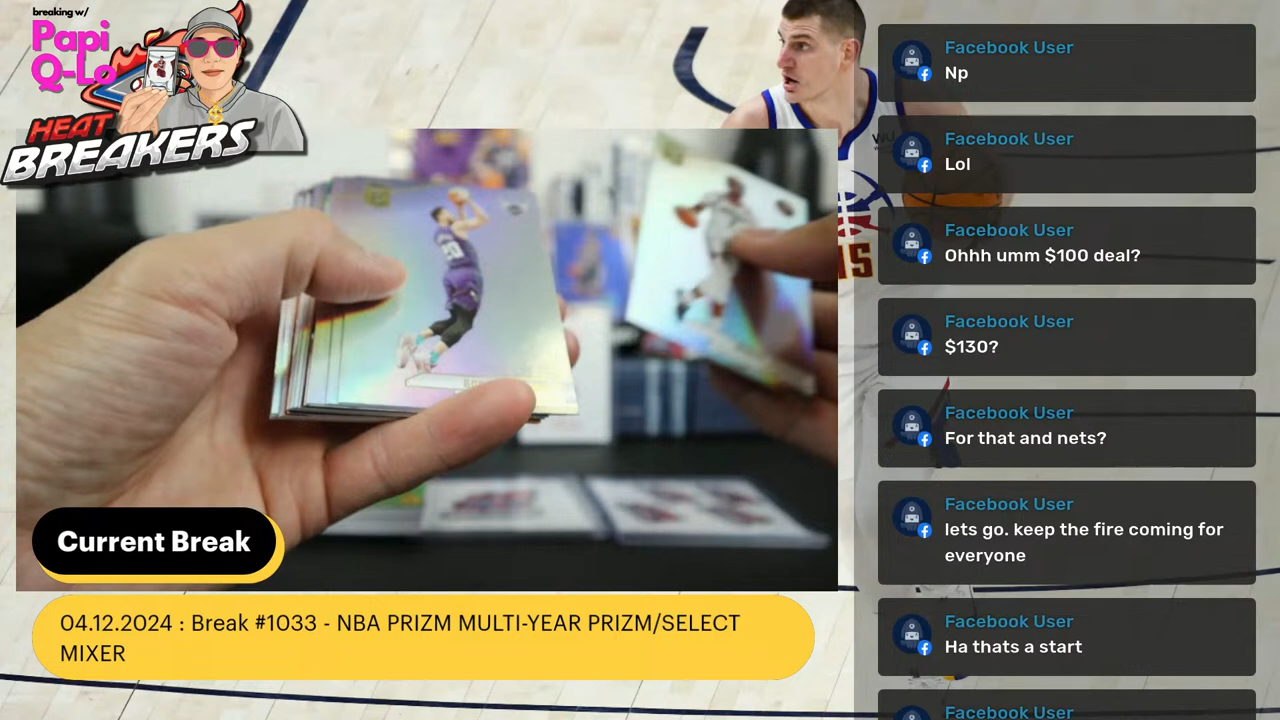 breaking w/
Papi
Q-Lo
HEAT
BREAKERS
Current Break
04.12.2024 : Break #1033 - NBA PRIZM MULTI-YEAR PRIZM/SELECT
MIXER
15
Facebook User
Np
Facebook User
Lol
Facebook User
Ohhh umm $100 deal?
Facebook User
$130?
Facebook User
For that and nets?
Facebook User
lets go. keep the fire coming for
everyone
Facebook User
Ha thats a start
Facebook User